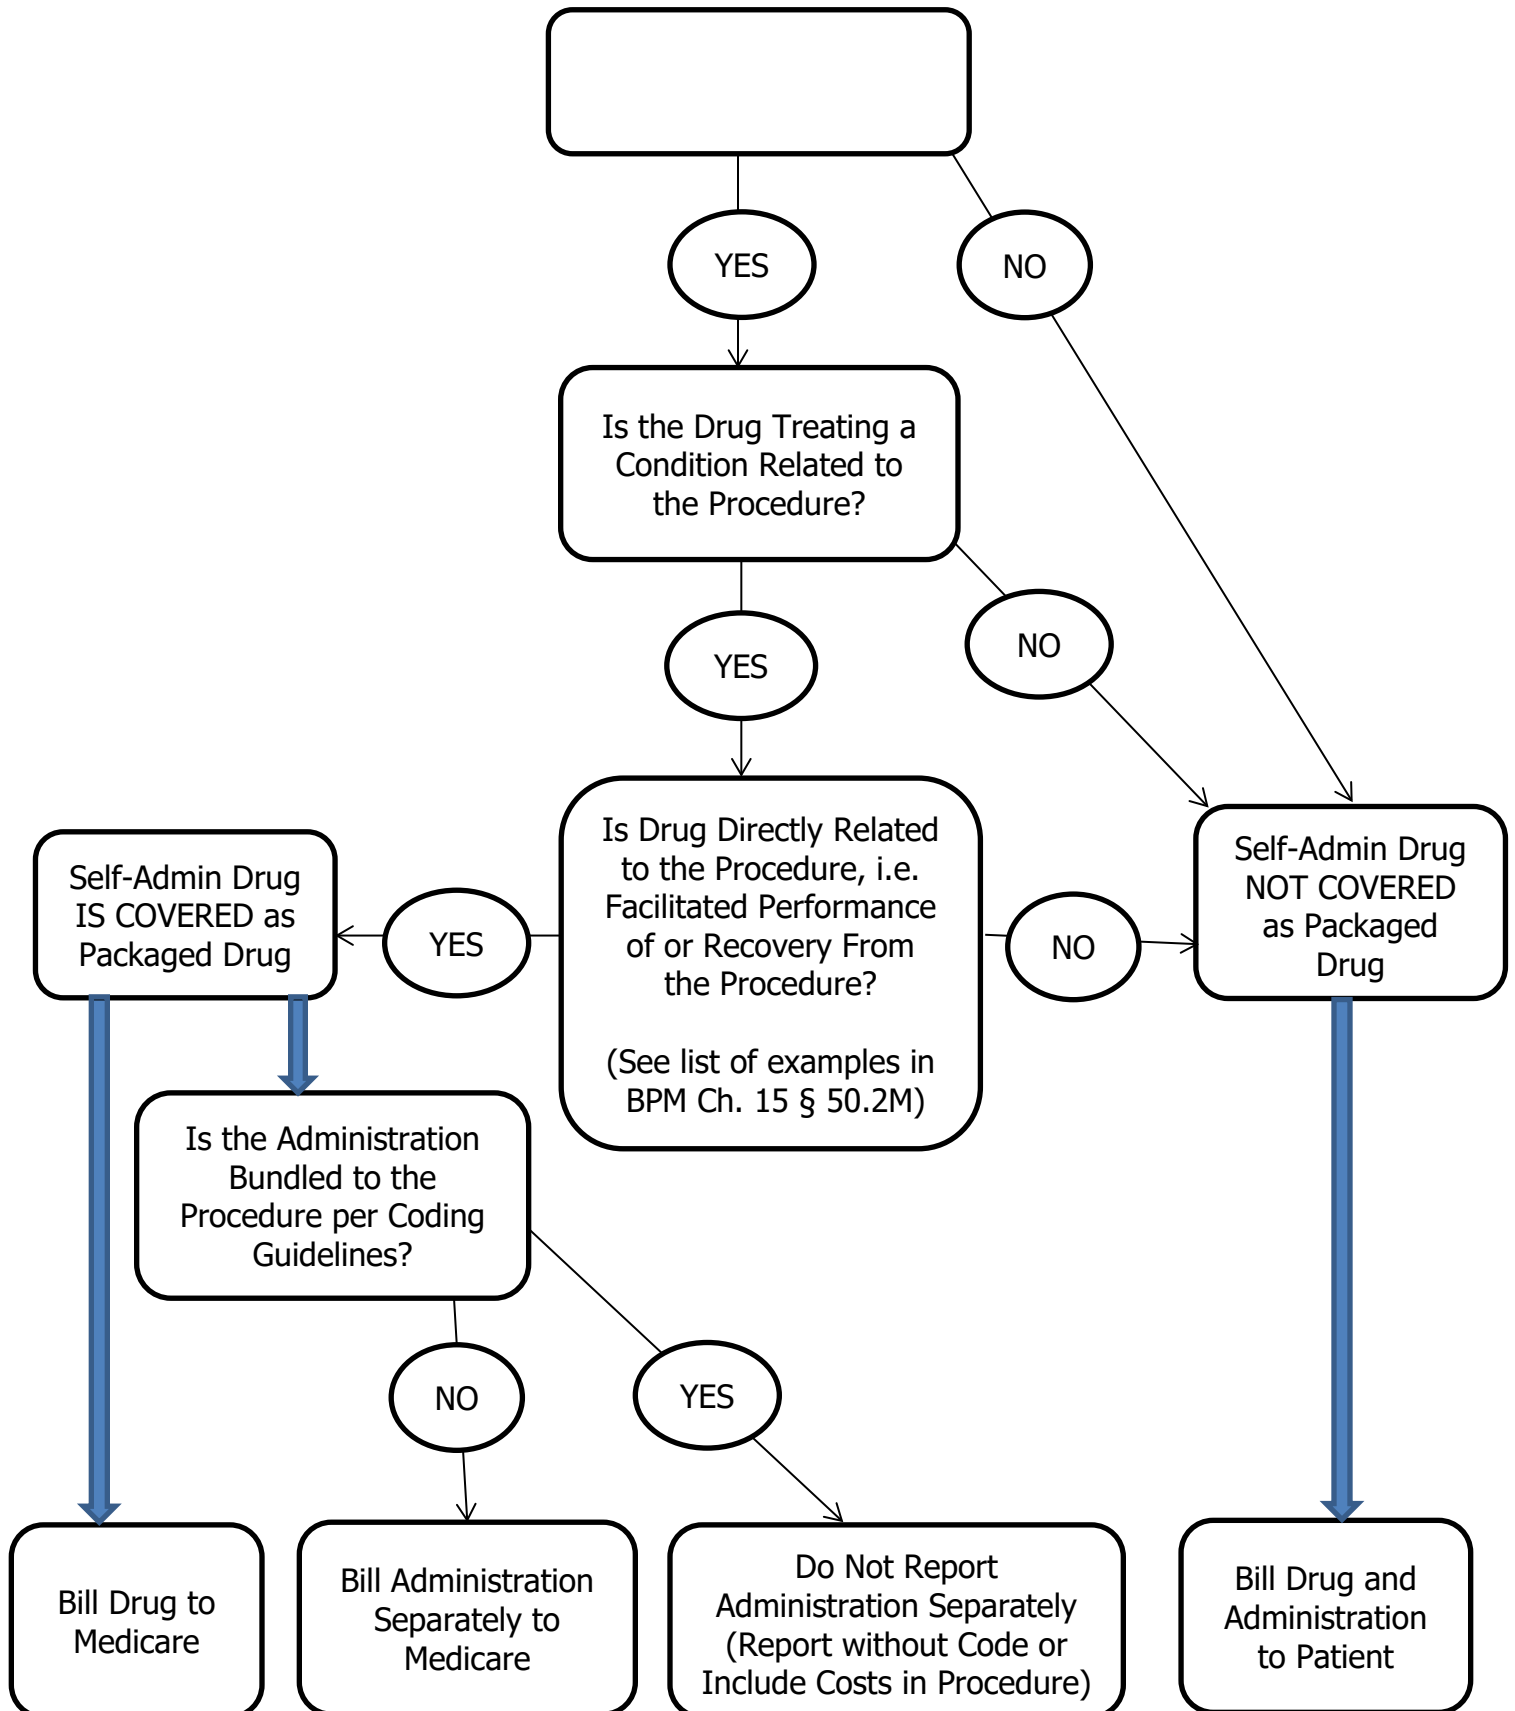 YES
NO
Is the Drug Treating a
Condition Related to
the Procedure?
YES
NO
Is Drug Directly Related
to the Procedure, i.e.
Facilitated Performance
of or Recovery From
the Procedure?
(See list of examples in
BPM Ch. 15 § 50.2M)
Self-Admin Drug
IS COVERED as
Packaged Drug
YES
NO
Self-Admin Drug
NOT COVERED
as Packaged
Drug
Is the Administration
Bundled to the
Procedure per Coding
Guidelines?
NO
YES
Bill Drug to
Medicare
Bill Administration
Separately to
Medicare
Do Not Report
Administration Separately
(Report without Code or
Include Costs in Procedure)
Bill Drug and
Administration
to Patient